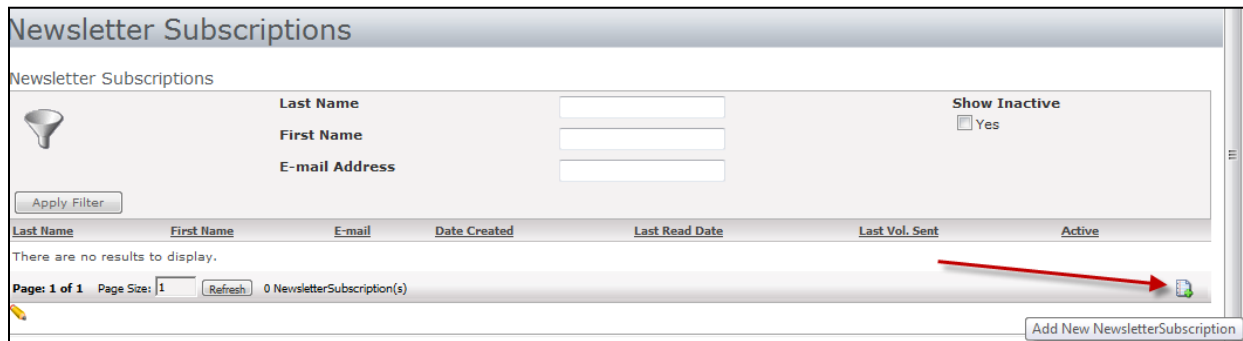 Newsletter Subscriptions
Newsletter Subscriptions
Last Name
Show Inactive
First Name
Yes
E-mail Address
Apply Filter
Last Name First Name E-mail Date Created Last Read Date Last Vol. Sent Active
There are no results to display.
Page: 1 of 1 Page Size: 1 Refresh 0 NewsletterSubscription(s)
Add New NewsletterSubscription